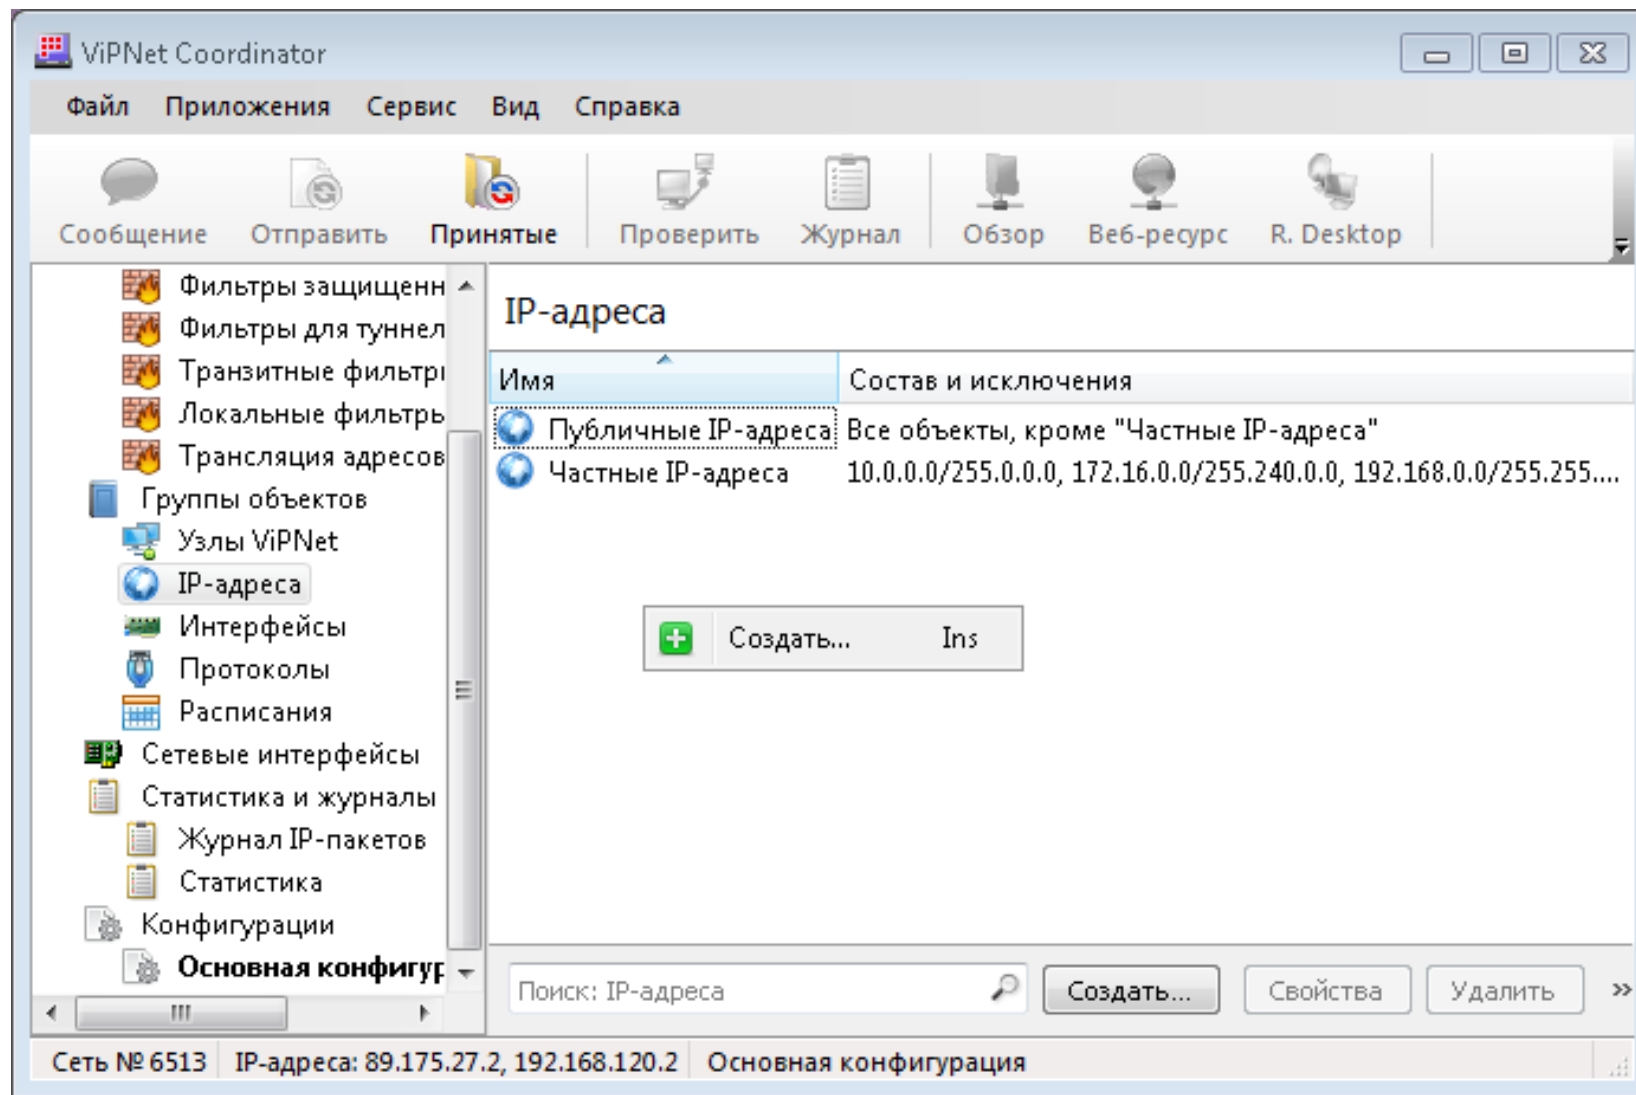 ViPNet Coordinator
Файл Приложения Сервис Вид Справка
Сообщение Отправить Принятые Проверить Журнал Обзор Веб-ресурс R. Desktop
Фильтры защищенн
Фильтры для туннел
Транзитные фильтр
Локальные фильтры
Трансляция адресов
Группы объектов
Узлы ViPNet
IP-адреса
Интерфейсы
Протоколы
Расписания
Сетевые интерфейсы
Статистика и журналы
Журнал IP-пакетов
Статистика
Конфигурации
Основная конфигур
IP-адреса
Имя Состав и исключения
Публичные IP-адреса Все объекты, кроме "Частные IP-адреса"
Частные IP-адреса 10.0.0.0/255.0.0.0, 172.16.0.0/255.240.0.0, 192.168.0.0/255.255....
Создать... Ins
Поиск: IP-адреса Создать... Свойства Удалить »
Сеть № 6513 IP-адреса: 89.175.27.2, 192.168.120.2 Основная конфигурация